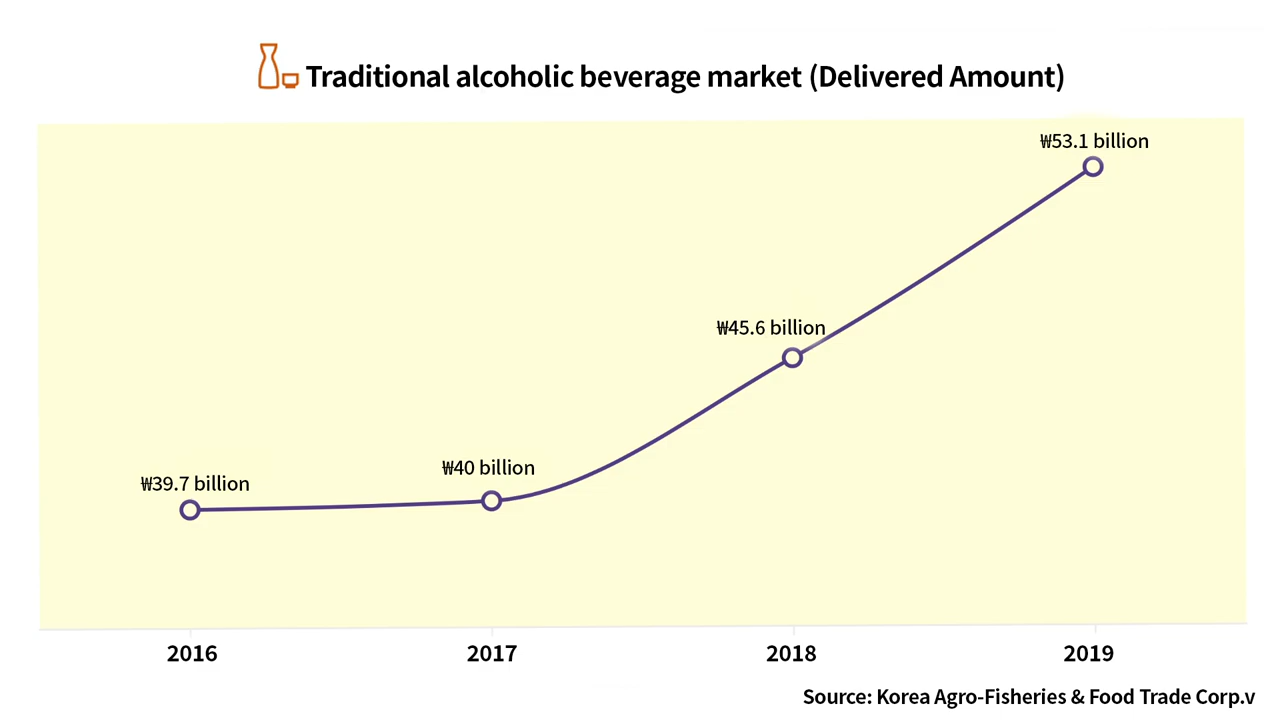 Traditional alcoholic beverage market (Delivered Amount)
₩53.1 billion
₩45.6 billion
₩40 billion
₩39.7 billion
2016 2017 2018 2019
Source: Korea Agro-Fisheries & Food Trade Corp.v